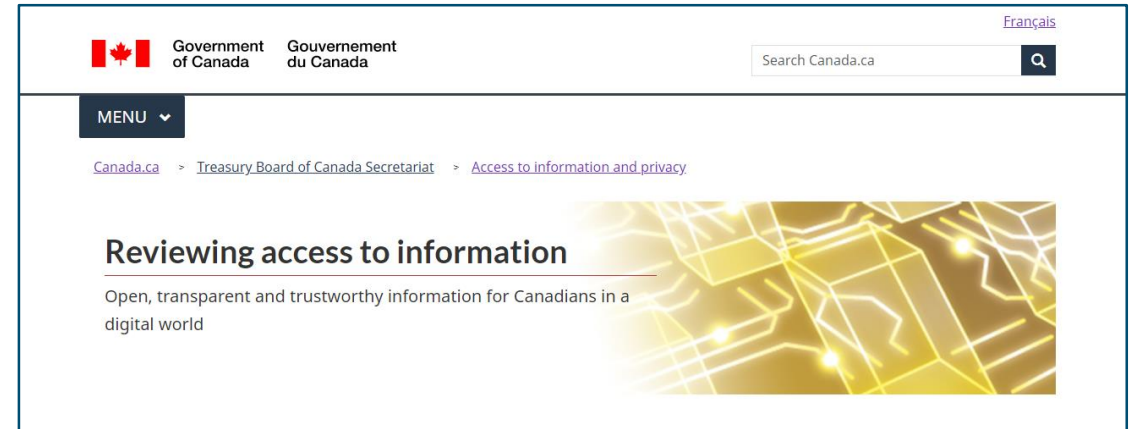 Français
Government of Canada
Gouvernement du Canada
Search Canada.ca
MENU
Canada.ca > Treasury Board of Canada Secretariat > Access to information and privacy
Reviewing access to information
Open, transparent and trustworthy information for Canadians in a
digital world